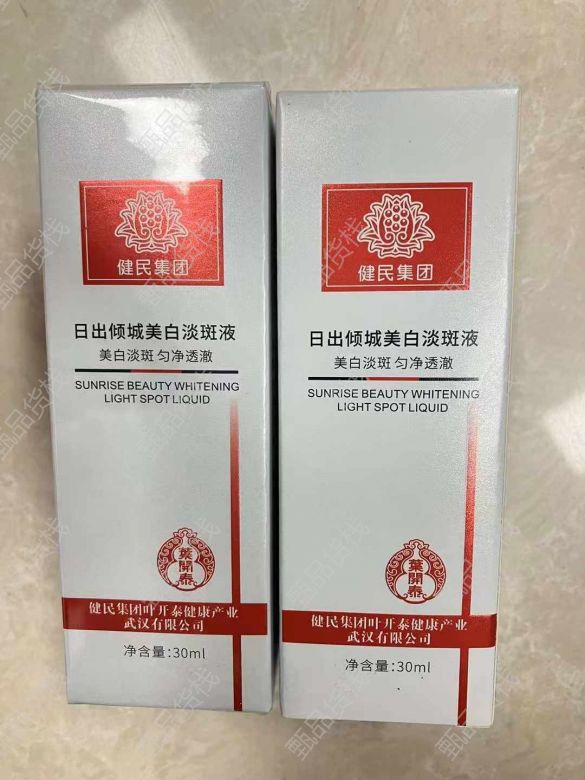 健民集团
日出倾城美白淡斑液
美白淡斑 匀净透澈
SUNRISE BEAUTY WHITENING
LIGHT SPOT LIQUID
葉開泰
健民集团叶开泰健康产业
武汉有限公司
净含量:30ml
健民集团
日出倾城美白淡斑液
美白淡斑 匀净透澈
SUNRISE BEAUTY WHITENING
LIGHT SPOT LIQUID
葉開泰
健民集团叶开泰健康产业
武汉有限公司
净含量:30ml
甄品货栈